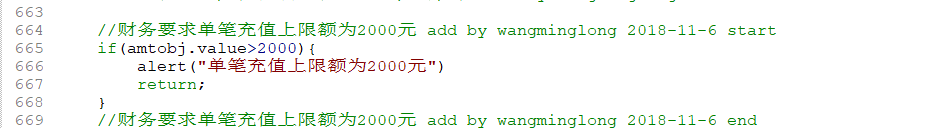 663
664 //财务要求单笔充值上限额为2000元 add by wangminglong 2018-11-6 start
665 if(amtobj.value>2000){
666 alert("单笔充值上限额为2000元")
667 return;
668 }
669 //财务要求单笔充值上限额为2000元 add by wangminglong 2018-11-6 end